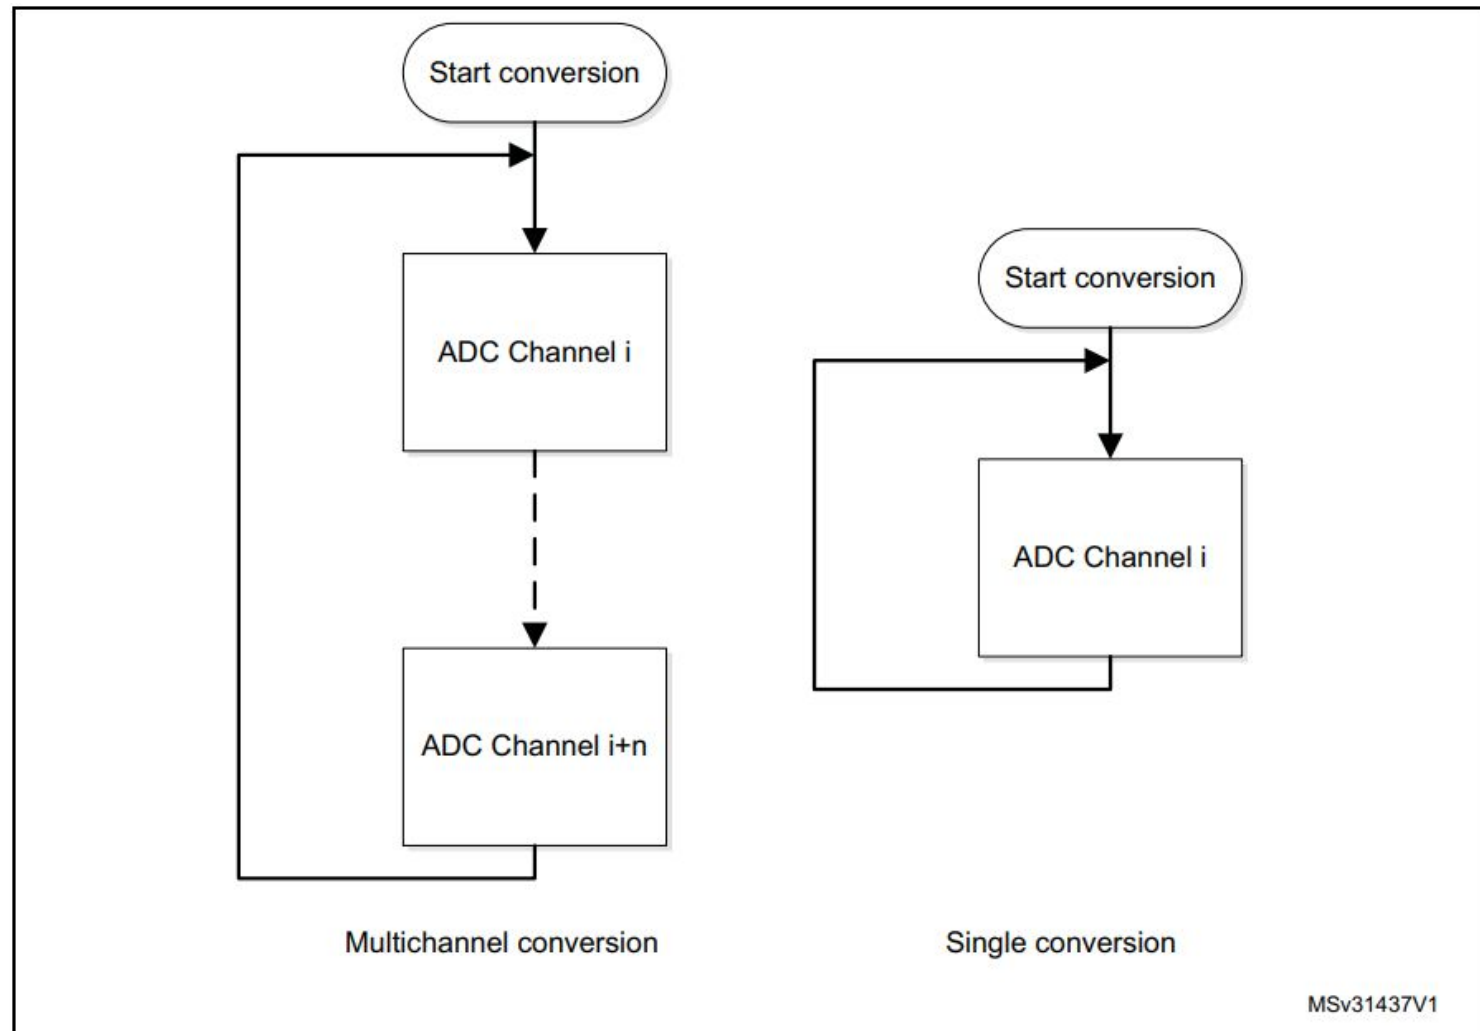 Start conversion
ADC Channel i
ADC Channel i+n
Multichannel conversion
Start conversion
ADC Channel i
Single conversion
MSv31437V1